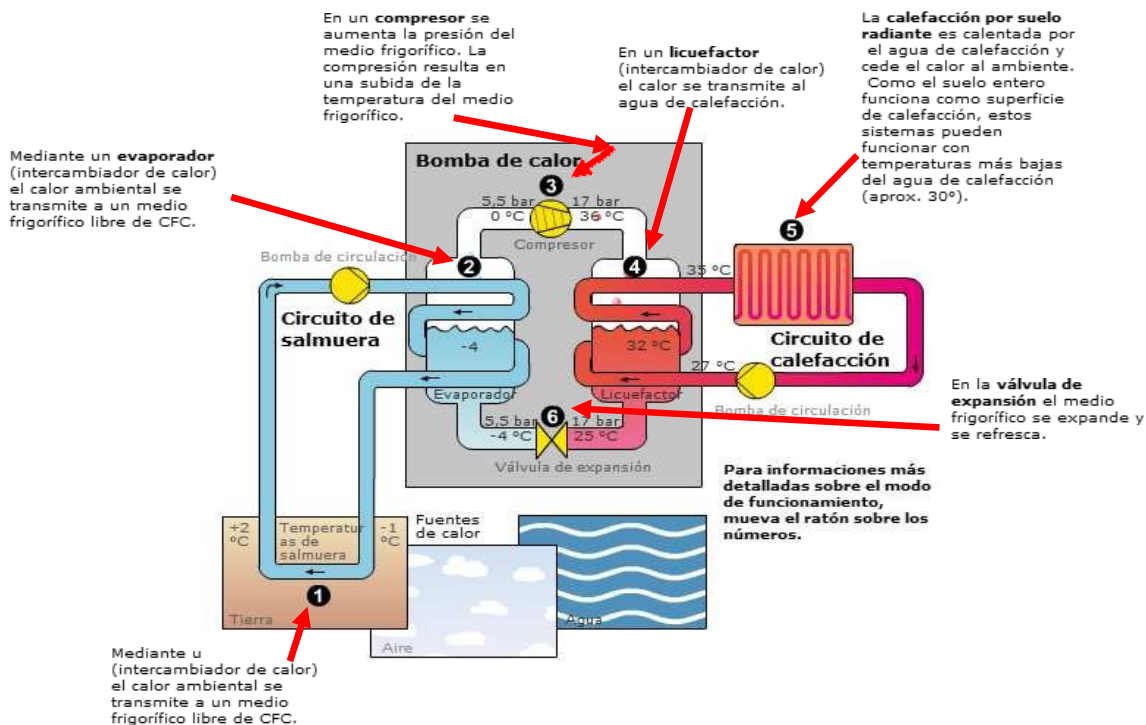 En un compresor se
aumenta la presión del
medio frigorífico. La
compresión resulta en
una subida de la
temperatura del medio
frigorífico.
En un licuefactor
(intercambiador de calor)
el calor se transmite al
agua de calefacción.
La calefacción por suelo
radiante es calentada por
el agua de calefacción y
cede el calor al ambiente.
Como el suelo entero
funciona como superficie
de calefacción, estos
sistemas pueden
funcionar con
temperaturas más bajas
del agua de calefacción
(aprox. 30°).
Mediante un evaporador
(intercambiador de calor)
el calor ambiental se
transmite a un medio
frigorífico libre de CFC.
Bomba de calor
3
5,5 bar
0 °C
17 bar
36 °C
Compresor
5
Bomba de circulación
2
4
35 °C
Circuito de
salmuera
-4
32 °C
Circuito de
calefacción
27 °C
Evaporador
Licuefactor
Bomba de circulación
En la válvula de
expansión el medio
frigorífico se expande y
se refresca.
6
5,5 bar
-4 °C
17 bar
25 °C
Válvula de expansión
Para informaciones más
detalladas sobre el modo
de funcionamiento,
mueva el ratón sobre los
números.
+2
°C
Temperatur
as de
salmuera
-1
°C
Fuentes
de calor
1
Tierra
Aire
Agua
Mediante u
(intercambiador de calor)
el calor ambiental se
transmite a un medio
frigorífico libre de CFC.